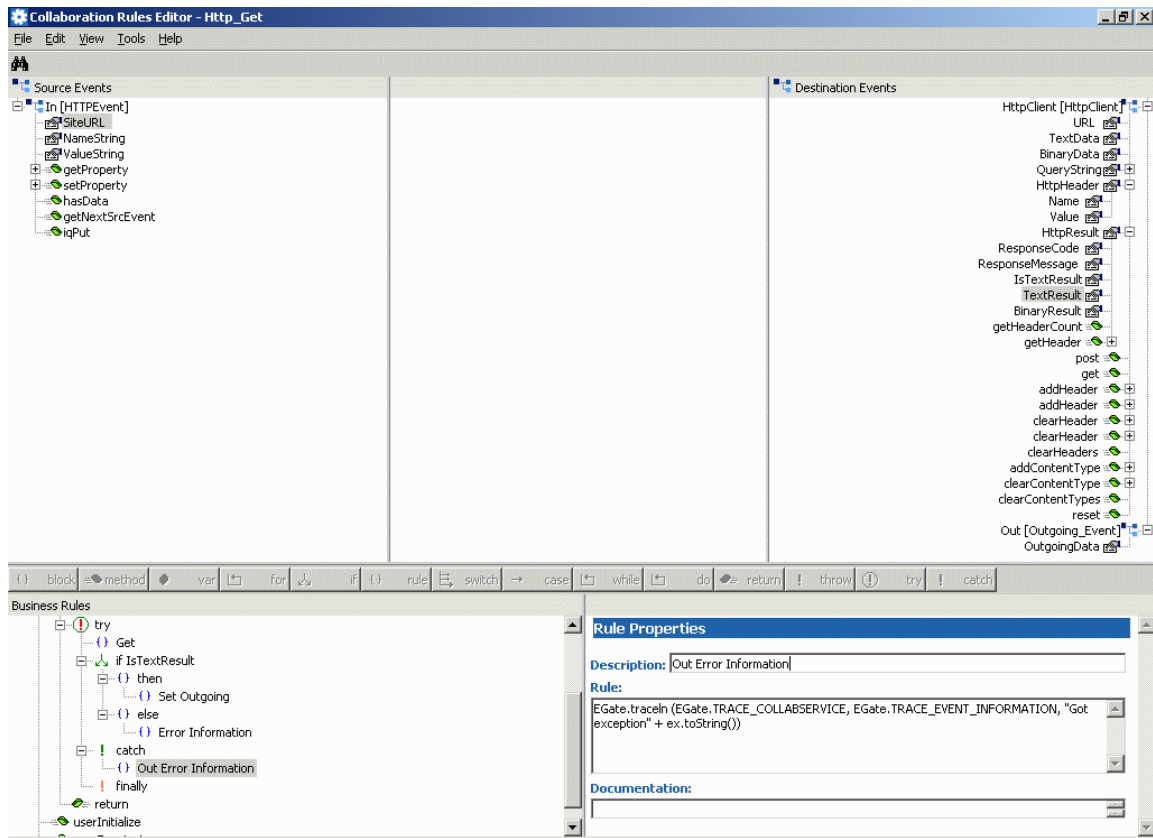 Collaboration Rules Editor - Http_Get
File Edit View Tools Help
Source Events
In [HTTPEvent]
SiteURL
NameString
ValueString
getProperty
setProperty
hasData
getNextSrcEvent
iqPut
Destination Events
HttpClient [HttpClient]
URL
TextData
BinaryData
QueryString
HttpHeader
Name
Value
HttpResult
ResponseCode
ResponseMessage
IsTextResult
TextResult
BinaryResult
getHeaderCount
getHeader
post
get
addHeader
addHeader
clearHeader
clearHeader
clearHeaders
addContentType
clearContentType
clearContentTypes
reset
Out [Outgoing_Event]
OutgoingData
{} block method var for if {} rule switch case while do return ! throw try ! catch
Business Rules
try
{} Get
if IsTextResult
{} then
{} Set Outgoing
{} else
{} Error Information
! catch
{} Out Error Information
! finally
return
userInitialize
Rule Properties
Description: Out Error Information
Rule:
EGate.traceln (EGate.TRACE_COLLABSERVICE, EGate.TRACE_EVENT_INFORMATION, "Got
exception" + ex.toString())
Documentation: